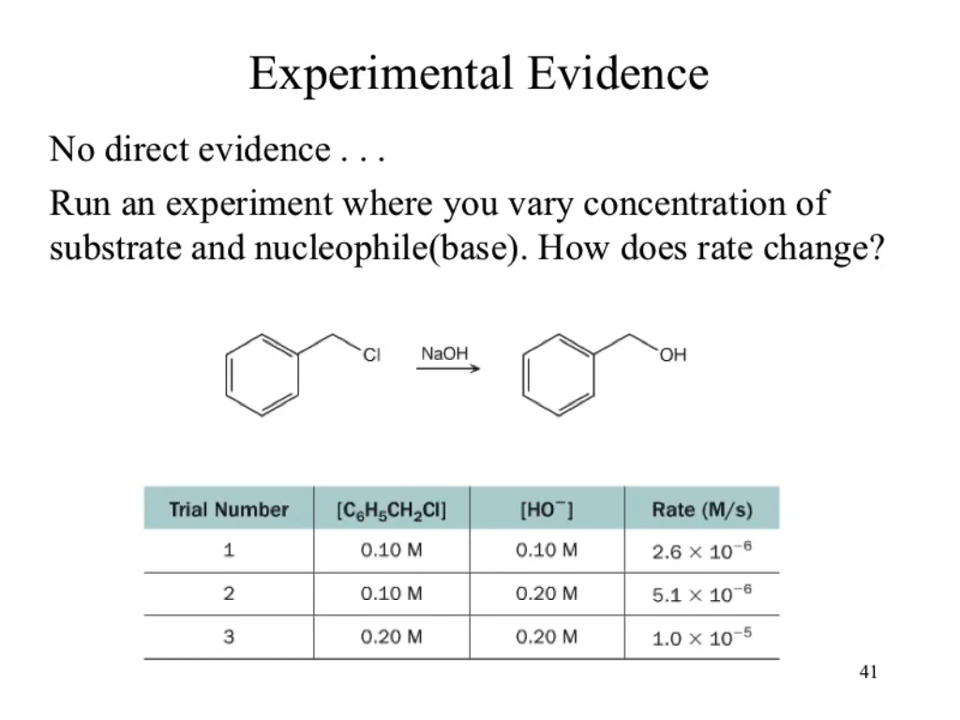 Experimental Evidence
No direct evidence . . .
Run an experiment where you vary concentration of
substrate and nucleophile(base). How does rate change?
Cl NaOH OH
Trial Number [C₆H₅CH₂Cl] [HO⁻] Rate (M/s)
1 0.10 M 0.10 M 2.6 × 10⁻⁶
2 0.10 M 0.20 M 5.1 × 10⁻⁶
3 0.20 M 0.20 M 1.0 × 10⁻⁵
41